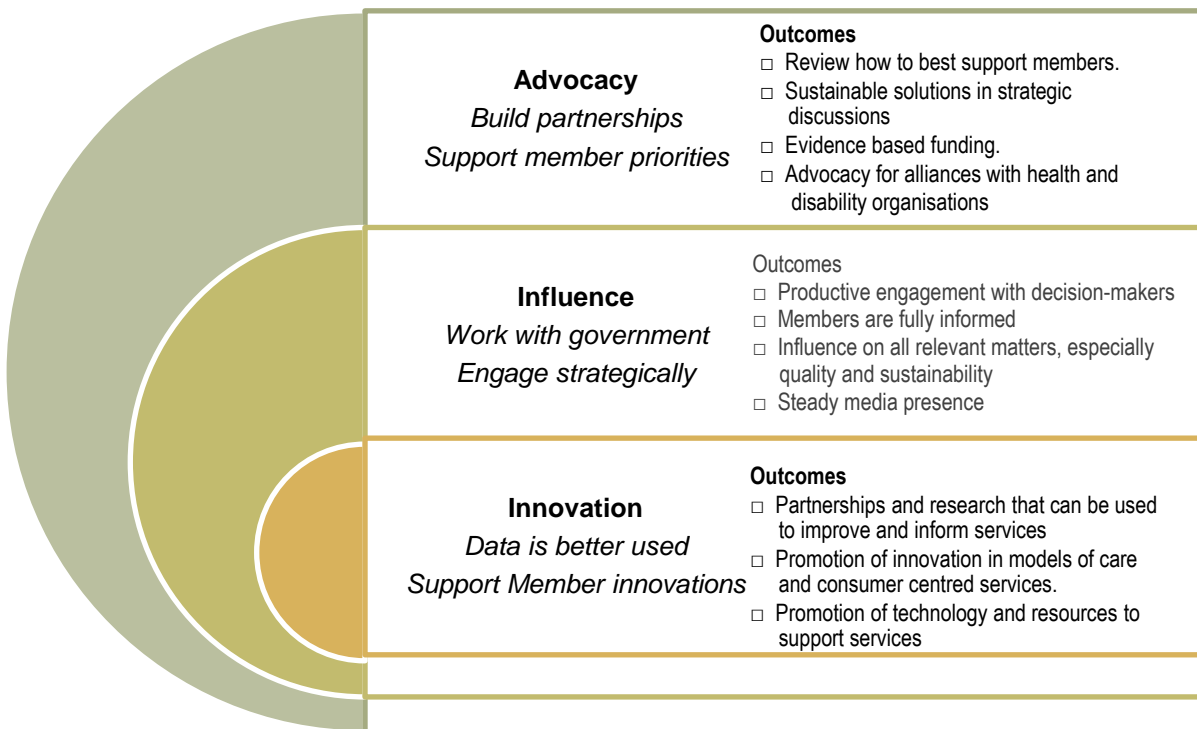 Advocacy
Build partnerships
Support member priorities
Outcomes
□ Review how to best support members.
□ Sustainable solutions in strategic
discussions
□ Evidence based funding.
□ Advocacy for alliances with health and
disability organisations
Influence
Work with government
Engage strategically
Outcomes
□ Productive engagement with decision-makers
□ Members are fully informed
□ Influence on all relevant matters, especially
quality and sustainability
□ Steady media presence
Innovation
Data is better used
Support Member innovations
Outcomes
□ Partnerships and research that can be used
to improve and inform services
□ Promotion of innovation in models of care
and consumer centred services.
□ Promotion of technology and resources to
support services